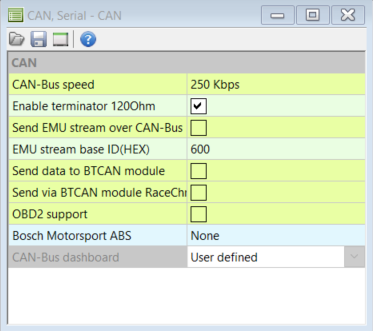 CAN, Serial - CAN
CAN
CAN-Bus speed 250 Kbps
Enable terminator 120Ohm
Send EMU stream over CAN-Bus
EMU stream base ID(HEX) 600
Send data to BTCAN module
Send via BTCAN module RaceChr
OBD2 support
Bosch Motorsport ABS None
CAN-Bus dashboard User defined